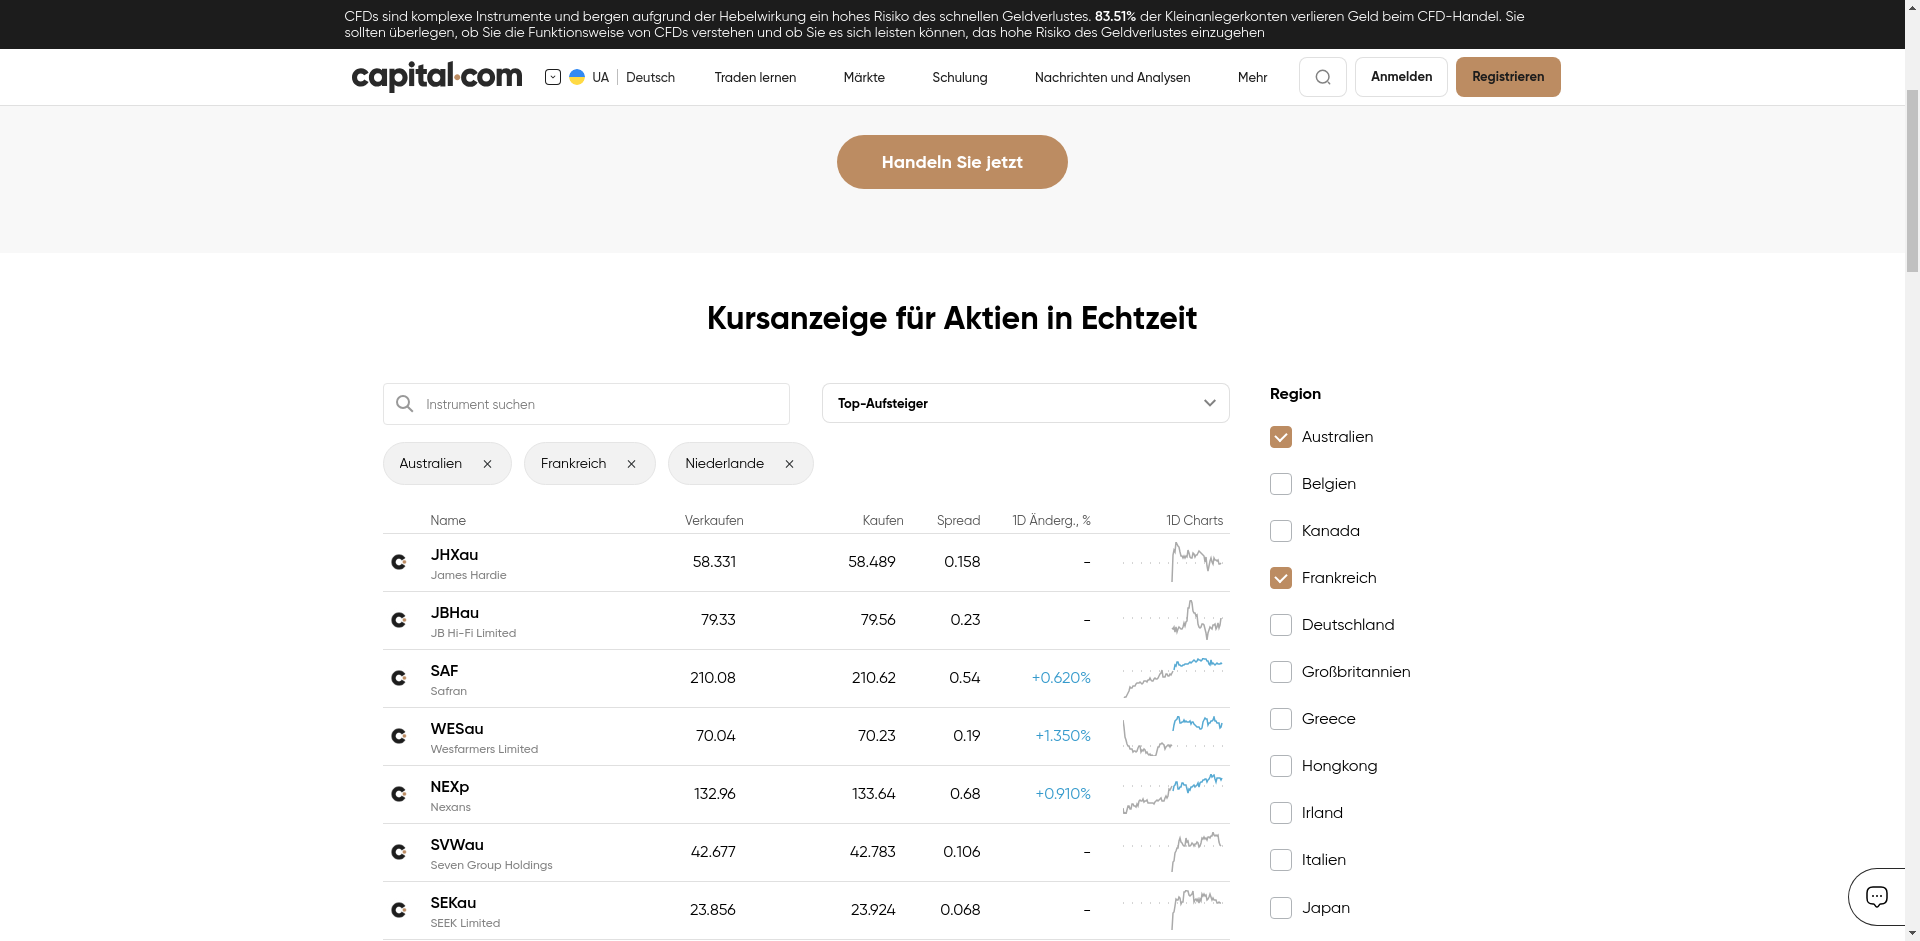 CFDs sind komplexe Instrumente und bergen aufgrund der Hebelwirkung ein hohes Risiko des schnellen Geldverlustes. 83.51% der Kleinanlegerkonten verlieren Geld beim CFD-Handel. Sie
sollten überlegen, ob Sie die Funktionsweise von CFDs verstehen und ob Sie es sich leisten können, das hohe Risiko des Geldverlustes einzugehen
capital.com UA Deutsch Traden lernen Märkte Schulung Nachrichten und Analysen Mehr Anmelden Registrieren
Handeln Sie jetzt
Kursanzeige für Aktien in Echtzeit
Instrument suchen
Top-Aufsteiger
Australien Frankreich Niederlande
Name Verkaufen Kaufen Spread 1D Änderg., % 1D Charts
JHXau 58.331 58.489 0.158 -
James Hardie
JBHau 79.33 79.56 0.23 -
JB Hi-Fi Limited
SAF 210.08 210.62 0.54 +0.620%
Safran
WESau 70.04 70.23 0.19 +1.350%
Wesfarmers Limited
NEXp 132.96 133.64 0.68 +0.910%
Nexans
SVWau 42.677 42.783 0.106 -
Seven Group Holdings
SEKau 23.856 23.924 0.068 -
SEEK Limited
Region
Australien
Belgien
Kanada
Frankreich
Deutschland
Großbritannien
Greece
Hongkong
Irland
Italien
Japan